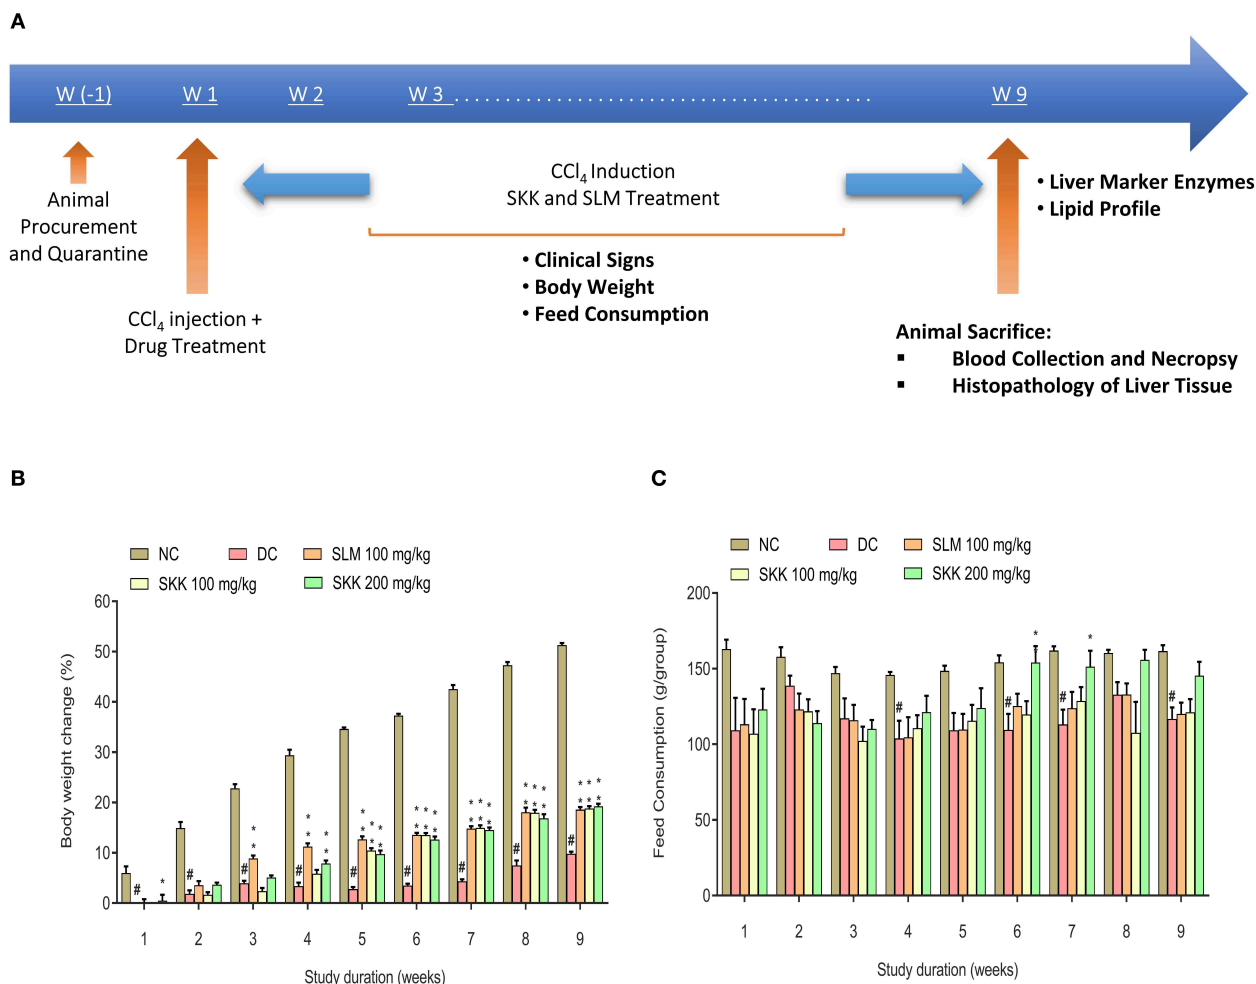 A
W (-1) W 1 W 2 W 3 ........................................ W 9
Animal
Procurement
and Quarantine
CCl4 injection +
Drug Treatment
CCl4 Induction
SKK and SLM Treatment
• Clinical Signs
• Body Weight
• Feed Consumption
• Liver Marker Enzymes
• Lipid Profile
Animal Sacrifice:
▪ Blood Collection and Necropsy
▪ Histopathology of Liver Tissue
B
NC DC SLM 100 mg/kg
SKK 100 mg/kg SKK 200 mg/kg
Body weight change (%)
60
50
40
30
20
10
0
# * # # * * # * * * * # * * * * * * # * * * * * * # * * * * * * # * * * * * * # * * * * * *
1 2 3 4 5 6 7 8 9
Study duration (weeks)
C
NC DC SLM 100 mg/kg
SKK 100 mg/kg SKK 200 mg/kg
Feed Consumption (g/group)
200
150
100
50
0
# # * * # * #
1 2 3 4 5 6 7 8 9
Study duration (weeks)